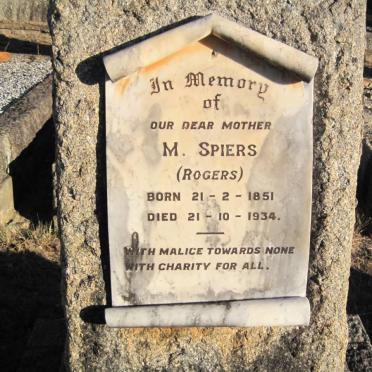 In Memory
of
OUR DEAR MOTHER
M. SPIERS
(ROGERS)
BORN 21-2-1851
DIED 21-10-1934.
WITH MALICE TOWARDS NONE
WITH CHARITY FOR ALL.